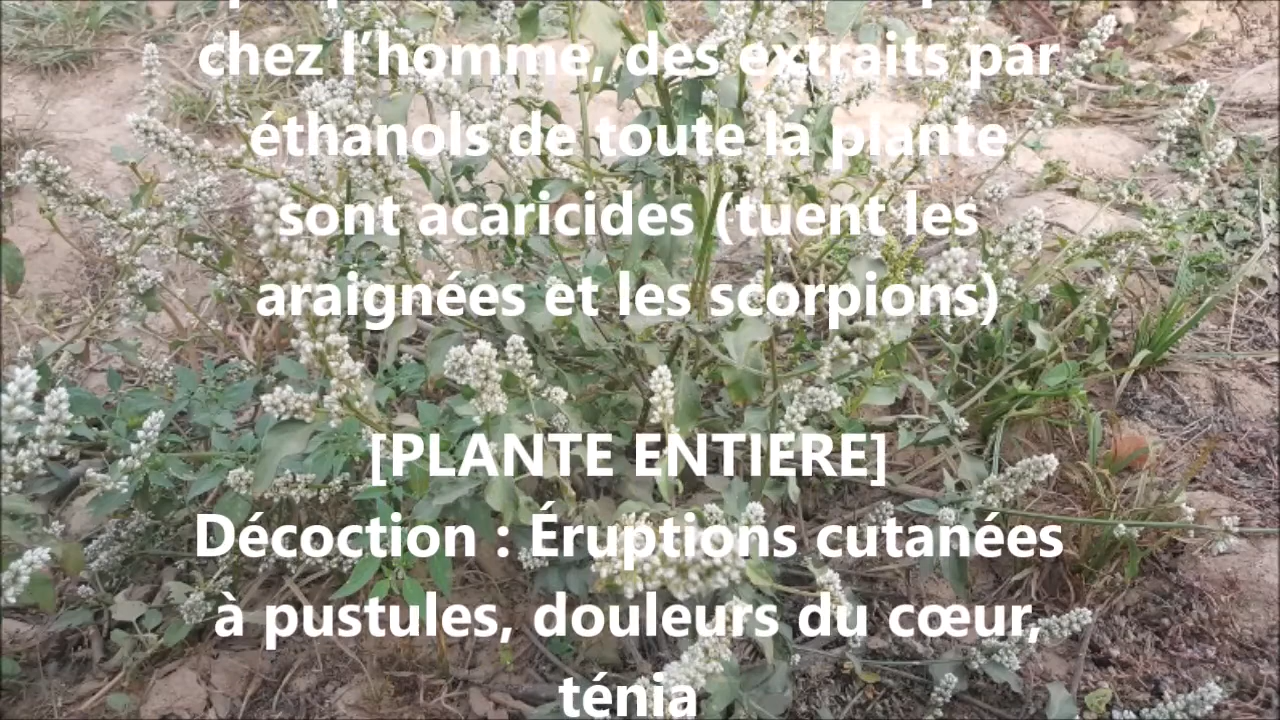 chez l'homme, des extraits par
éthanols de toute la plante
sont acaricides (tuent les
araignées et les scorpions)
[PLANTE ENTIERE]
Décoction : Éruptions cutanées
à pustules, douleurs du cœur,
ténia